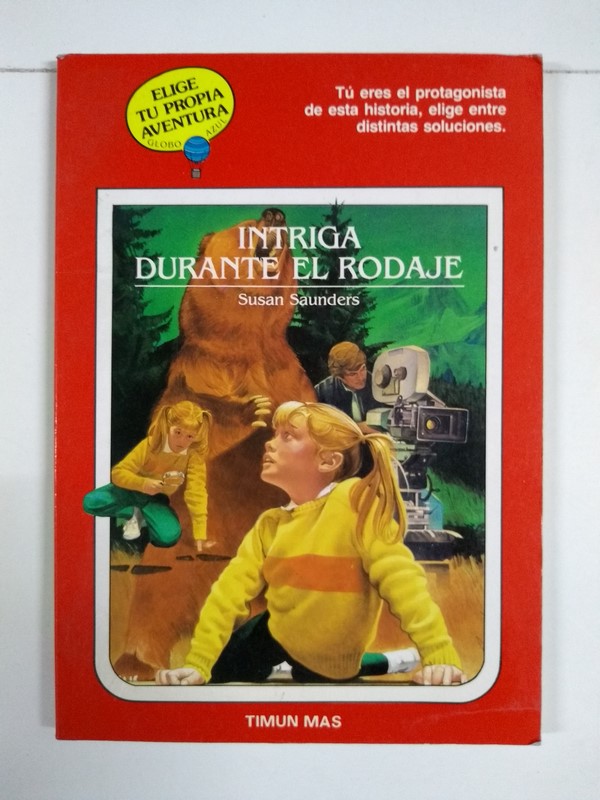 ELIGE
TU PROPIA
AVENTURA
GLOBO AZUL
Tú eres el protagonista
de esta historia, elige entre
distintas soluciones.
INTRIGA
DURANTE EL RODAJE
Susan Saunders
TIMUN MAS